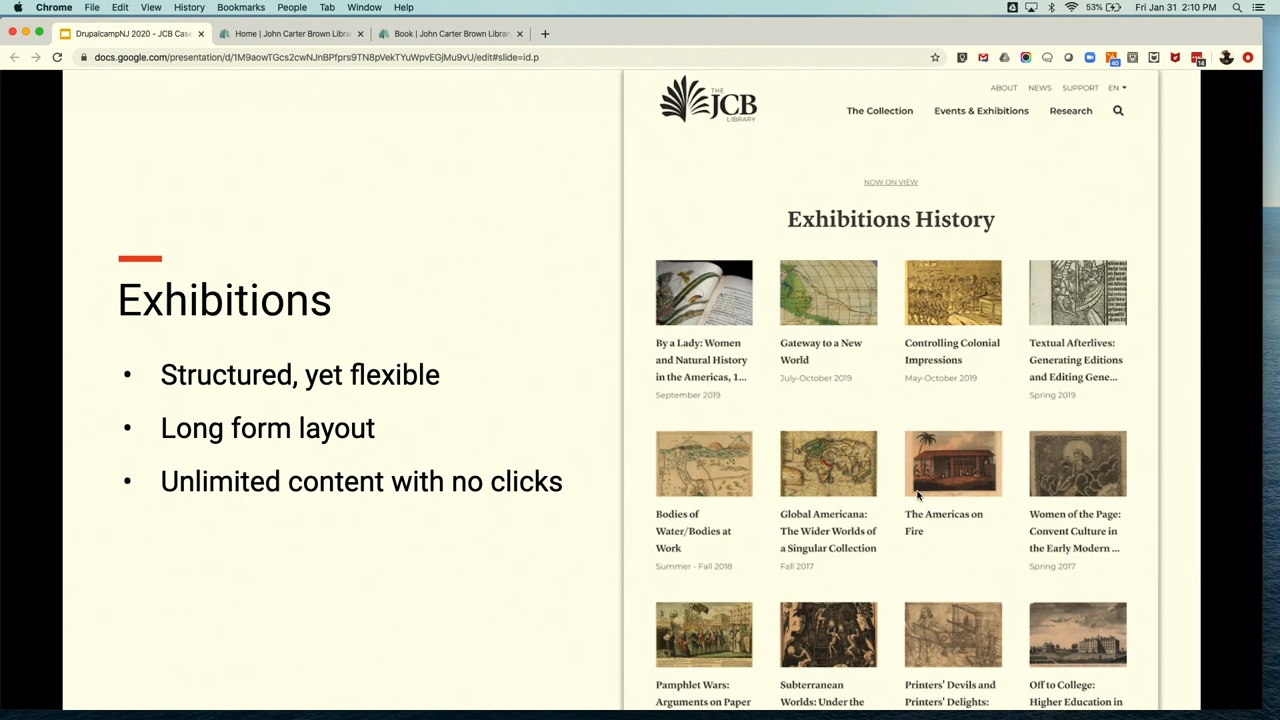 Chrome File Edit View History Bookmarks People Tab Window Help
53% Fri Jan 31 2:10 PM
DrupalcampNJ 2020 - JCB Cas
Home | John Carter Brown Libra
Book | John Carter Brown Librar
docs.google.com/presentation/d/1M9aowTGcs2cwNJnBPfprs9TN8pVekTYuWpvEGjMu9vU/edit#slide=id.p
40
14
THE
JCB
LIBRARY
ABOUT NEWS SUPPORT EN
The Collection Events & Exhibitions Research
NOW ON VIEW
Exhibitions History
Exhibitions
• Structured, yet flexible
• Long form layout
• Unlimited content with no clicks
By a Lady: Women
and Natural History
in the Americas, 1...
September 2019
Gateway to a New
World
July-October 2019
Controlling Colonial
Impressions
May-October 2019
Textual Afterlives:
Generating Editions
and Editing Gene...
Spring 2019
Bodies of
Water/Bodies at
Work
Summer - Fall 2018
Global Americana:
The Wider Worlds of
a Singular Collection
Fall 2017
The Americas on
Fire
Women of the Page:
Convent Culture in
the Early Modern ...
Spring 2017
Pamphlet Wars:
Arguments on Paper
Subterranean
Worlds: Under the
Printers' Devils and
Printers' Delights:
Off to College:
Higher Education in